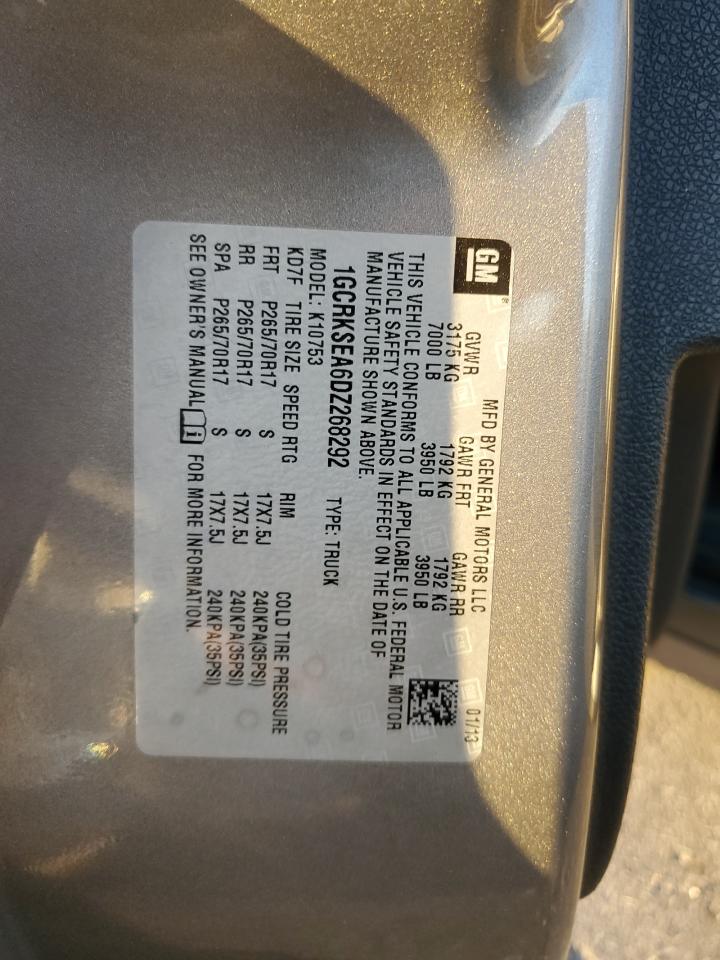 GM
MFD BY GENERAL MOTORS LLC 01/13
GVWR GAWR FRT GAWR RR
3175 KG 1792 KG 1792 KG
7000 LB 3950 LB 3950 LB
THIS VEHICLE CONFORMS TO ALL APPLICABLE U.S. FEDERAL MOTOR
VEHICLE SAFETY STANDARDS IN EFFECT ON THE DATE OF
MANUFACTURE SHOWN ABOVE.
1GCRKSEA6DZ268292 TYPE: TRUCK
MODEL: K10753
KD7F TIRE SIZE SPEED RTG RIM COLD TIRE PRESSURE
FRT P265/70R17 S 17X7.5J 240KPA(35PSI)
RR P265/70R17 S 17X7.5J 240KPA(35PSI)
SPA P265/70R17 S 17X7.5J 240KPA(35PSI)
SEE OWNER'S MANUAL i FOR MORE INFORMATION.